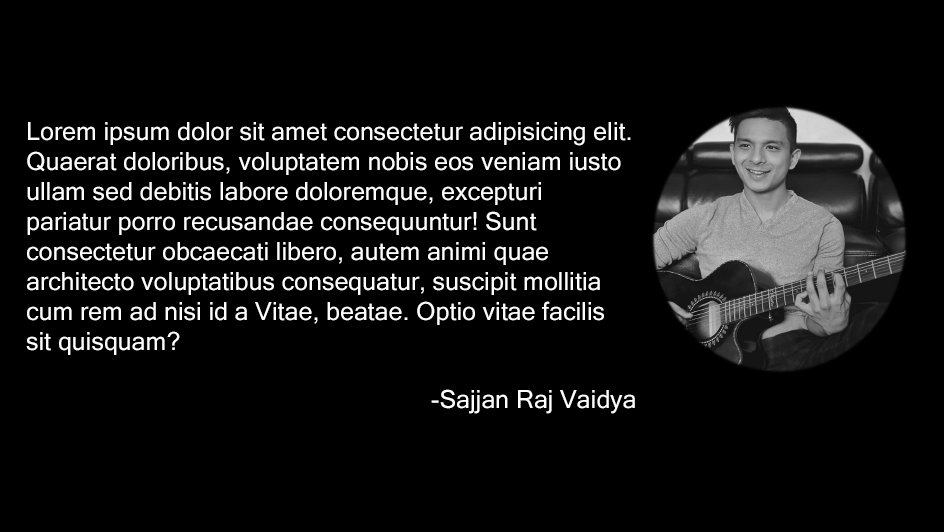 Lorem ipsum dolor sit amet consectetur adipisicing elit.
Quaerat doloribus, voluptatem nobis eos veniam iusto
ullam sed debitis labore doloremque, excepturi
pariatur porro recusandae consequuntur! Sunt
consectetur obcaecati libero, autem animi quae
architecto voluptatibus consequatur, suscipit mollitia
cum rem ad nisi id a Vitae, beatae. Optio vitae facilis
sit quisquam?
-Sajjan Raj Vaidya